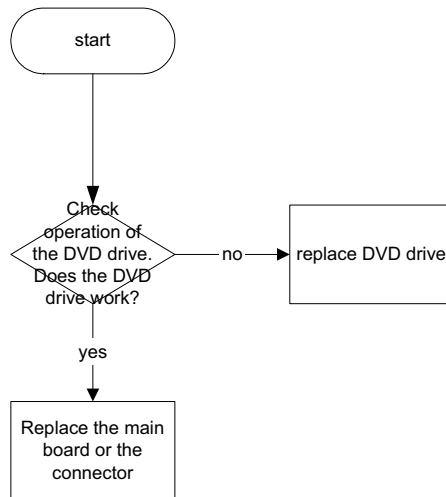 start
Check
operation of
the DVD drive.
Does the DVD
drive work?
no
replace DVD drive
yes
Replace the main
board or the
connector